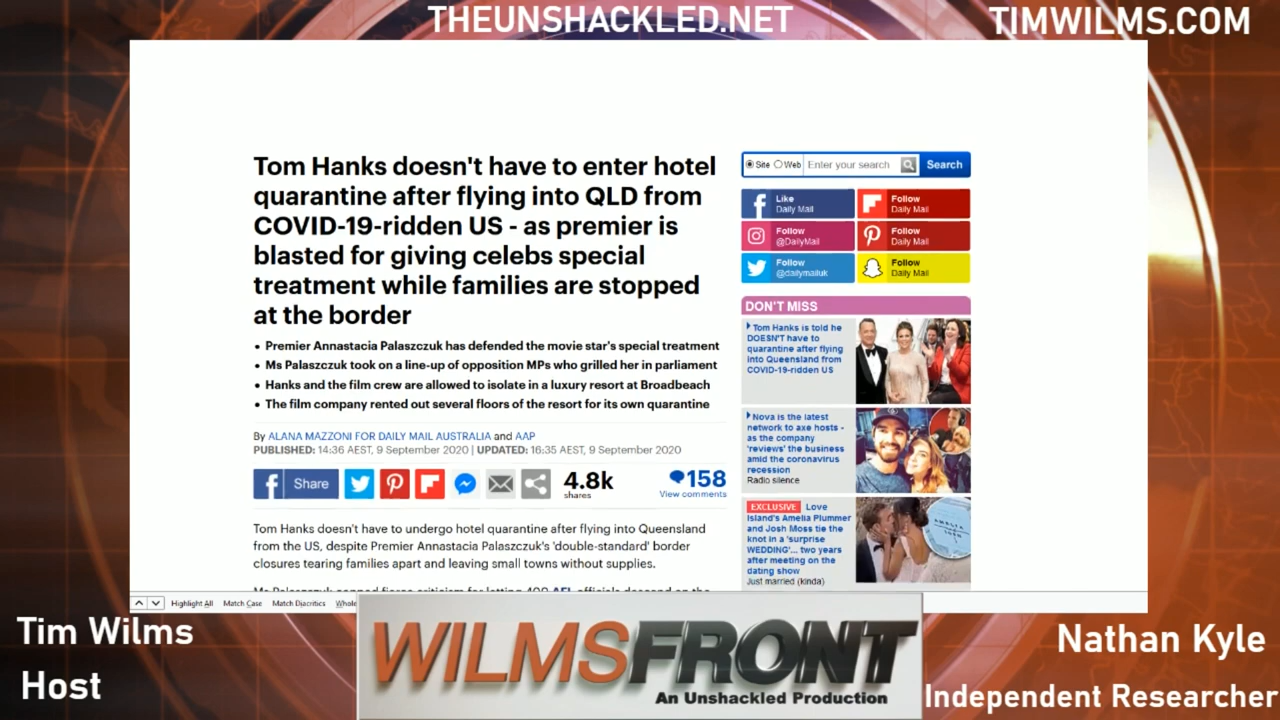 THEUNSHACKLED.NET
TIMWILMS.COM
Tom Hanks doesn't have to enter hotel
quarantine after flying into QLD from
COVID-19-ridden US - as premier is
blasted for giving celebs special
treatment while families are stopped
at the border
• Premier Annastacia Palaszczuk has defended the movie star's special treatment
• Ms Palaszczuk took on a line-up of opposition MPs who grilled her in parliament
• Hanks and the film crew are allowed to isolate in a luxury resort at Broadbeach
• The film company rented out several floors of the resort for its own quarantine
By ALANA MAZZONI FOR DAILY MAIL AUSTRALIA and AAP
PUBLISHED: 14:36 AEST, 9 September 2020 | UPDATED: 16:35 AEST, 9 September 2020
Share
4.8k
shares
158
View comments
Tom Hanks doesn't have to undergo hotel quarantine after flying into Queensland
from the US, despite Premier Annastacia Palaszczuk's 'double-standard' border
closures tearing families apart and leaving small towns without supplies.
Site Web Enter your search Search
Like
Daily Mail
Follow
Daily Mail
Follow
@DailyMail
Follow
Daily Mail
Follow
@dailymailuk
Follow
Daily Mail
DON'T MISS
Tom Hanks is told he
DOESN'T have to
quarantine after flying
into Queensland from
COVID-19-ridden US
Nova is the latest
network to axe hosts -
as the company
'reviews' the business
amid the coronavirus
recession
Radio silence
EXCLUSIVE Love
Island's Amelia Plummer
and Josh Moss tie the
knot in a 'surprise
WEDDING'... two years
after meeting on the
dating show
Just married (kinda)
Highlight All Match Case Match Diacritics Whole
Tim Wilms
Host
WILMSFRONT
An Unshackled Production
Nathan Kyle
Independent Researcher